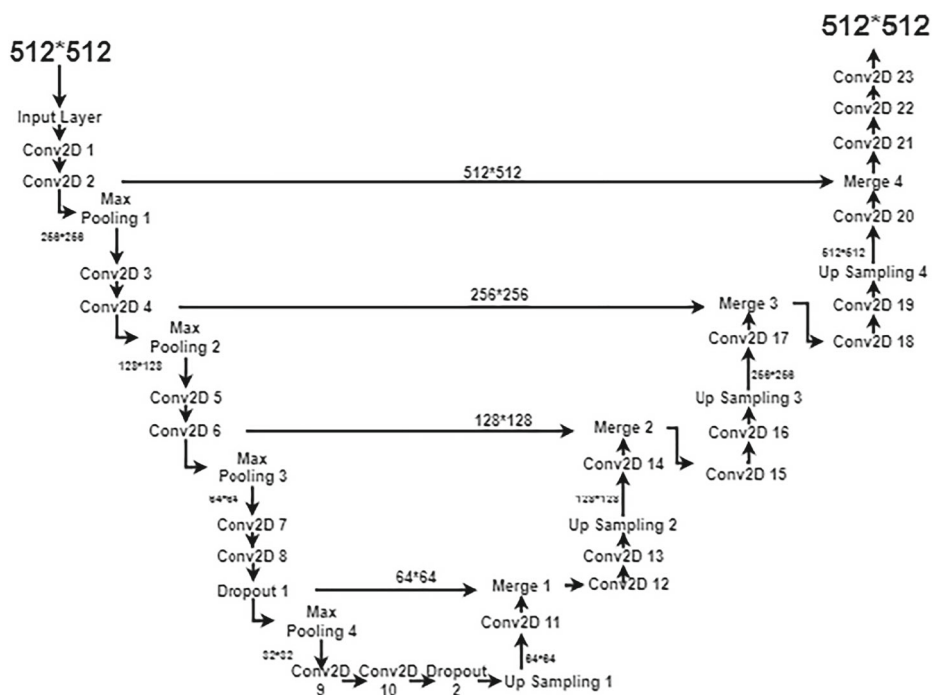 512*512
Input Layer
Conv2D 1
Conv2D 2
Max
Pooling 1
256*256
Conv2D 3
Conv2D 4
Max
Pooling 2
128*128
Conv2D 5
Conv2D 6
Max
Pooling 3
64*64
Conv2D 7
Conv2D 8
Dropout 1
Max
Pooling 4
32*32
Conv2D
9
Conv2D
10
Dropout
2
Up Sampling 1
64*64
Conv2D 11
64*64
Merge 1
Conv2D 12
Conv2D 13
Up Sampling 2
128*128
Conv2D 14
128*128
Merge 2
Conv2D 15
Conv2D 16
Up Sampling 3
256*256
Conv2D 17
256*256
Merge 3
Conv2D 18
Conv2D 19
Up Sampling 4
512*512
Conv2D 20
512*512
Merge 4
Conv2D 21
Conv2D 22
Conv2D 23
512*512